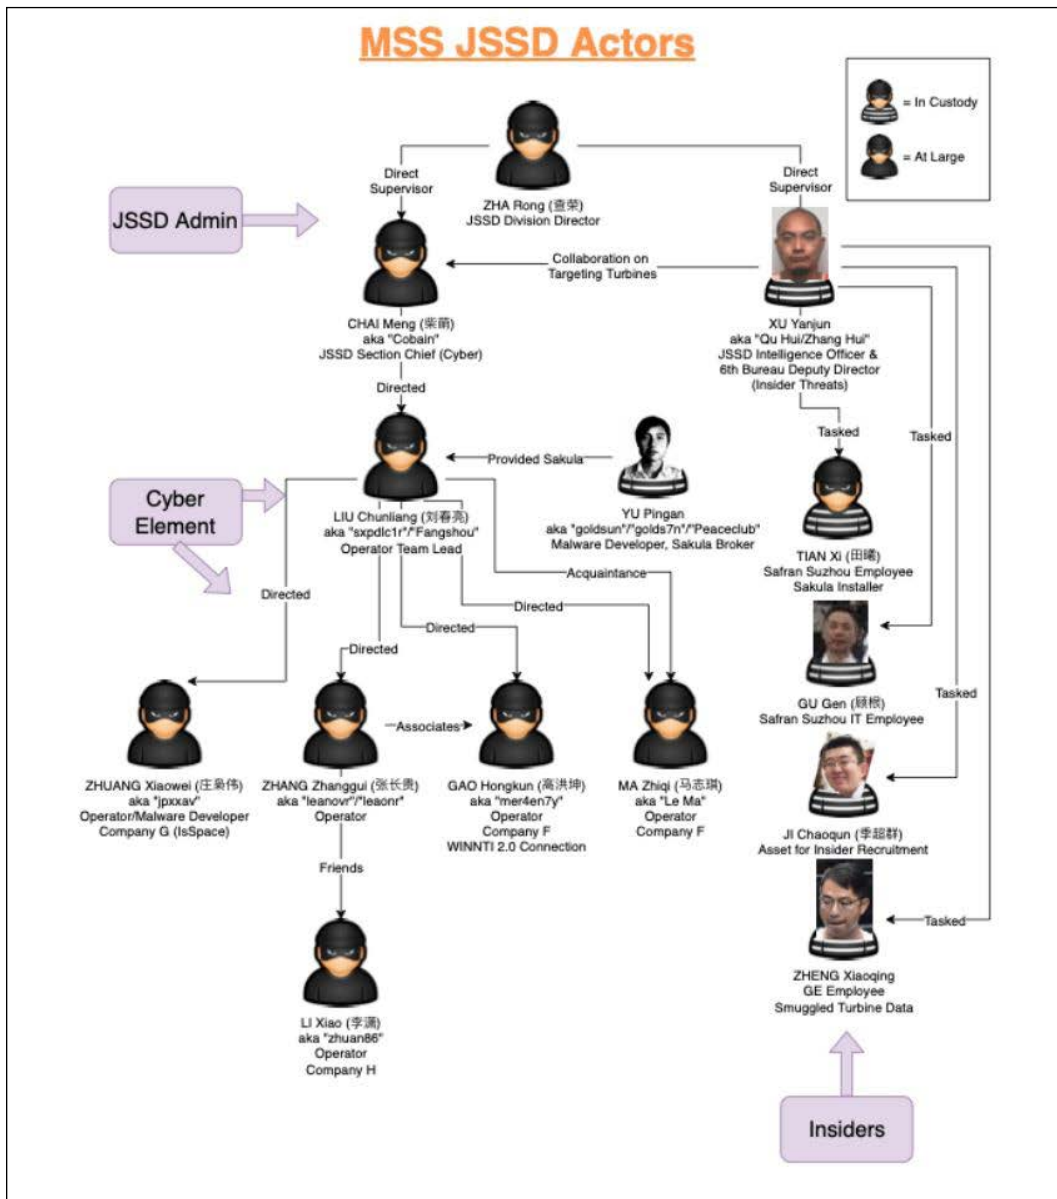 MSS JSSD Actors
= In Custody
= At Large
Direct
Supervisor
Direct
Supervisor
ZHA Rong (查荣)
JSSD Division Director
JSSD Admin
Collaboration on
Targeting Turbines
CHAI Meng (柴萌)
aka "Cobain"
JSSD Section Chief (Cyber)
XU Yanjun
aka "Qu Hui/Zhang Hui"
JSSD Intelligence Officer &
6th Bureau Deputy Director
(Insider Threats)
Directed
Tasked
Tasked
Provided Sakula
Cyber
Element
LIU Chunliang (刘春亮)
aka "sxpdlc1r"/"Fangshou"
Operator Team Lead
YU Pingan
aka "goldsun"/"golds7n"/"Peaceclub"
Malware Developer, Sakula Broker
TIAN Xi (田曦)
Safran Suzhou Employee
Sakula Installer
Acquaintance
Directed
Directed
Directed
Directed
Tasked
GU Gen (顾根)
Safran Suzhou IT Employee
Associates
ZHUANG Xiaowei (庄枭伟)
aka "jpxxav"
Operator/Malware Developer
Company G (IsSpace)
ZHANG Zhanggui (张长贵)
aka "leanovr"/"leaonr"
Operator
GAO Hongkun (高洪坤)
aka "mer4en7y"
Operator
Company F
WINNTI 2.0 Connection
MA Zhiqi (马志琪)
aka "Le Ma"
Operator
Company F
JI Chaoqun (季超群)
Asset for Insider Recruitment
Friends
Tasked
ZHENG Xiaoqing
GE Employee
Smuggled Turbine Data
LI Xiao (李潇)
aka "zhuan86"
Operator
Company H
Insiders